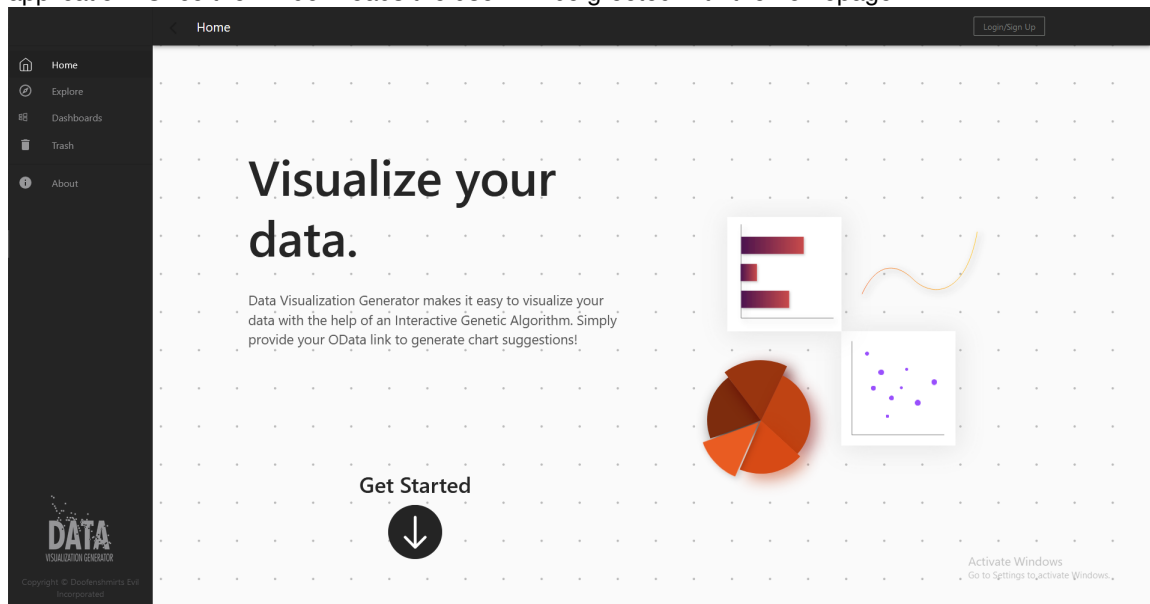 Home
Login/Sign Up
Home
Explore
Dashboards
Trash
About
Visualize your
data.
Data Visualization Generator makes it easy to visualize your
data with the help of an Interactive Genetic Algorithm. Simply
provide your OData link to generate chart suggestions!
Get Started
DATA
VISUALIZATION GENERATOR
Copyright © Doofenshmirts Evil
Incorporated
Activate Windows
Go to Settings to activate Windows.